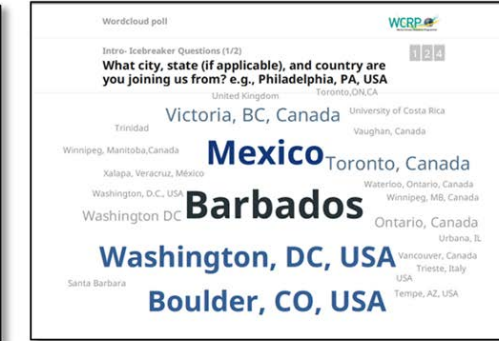 Wordcloud poll
WCRP
Intro- Icebreaker Questions (1/2)
1 2 4
What city, state (if applicable), and country are
you joining us from? e.g., Philadelphia, PA, USA
United Kingdom
Toronto,ON,CA
Victoria, BC, Canada
University of Costa Rica
Trinidad
Vaughan, Canada
Winnipeg, Manitoba,Canada
Mexico
Toronto, Canada
Xalapa, Veracruz, México
Waterloo, Ontario, Canada
Washington, D.C., USA
Winnipeg, MB, Canada
Washington DC
Barbados
Ontario, Canada
Urbana, IL
Washington, DC, USA
Vancouver, Canada
Trieste, Italy
USA
Santa Barbara
Boulder, CO, USA
Tempe, AZ, USA